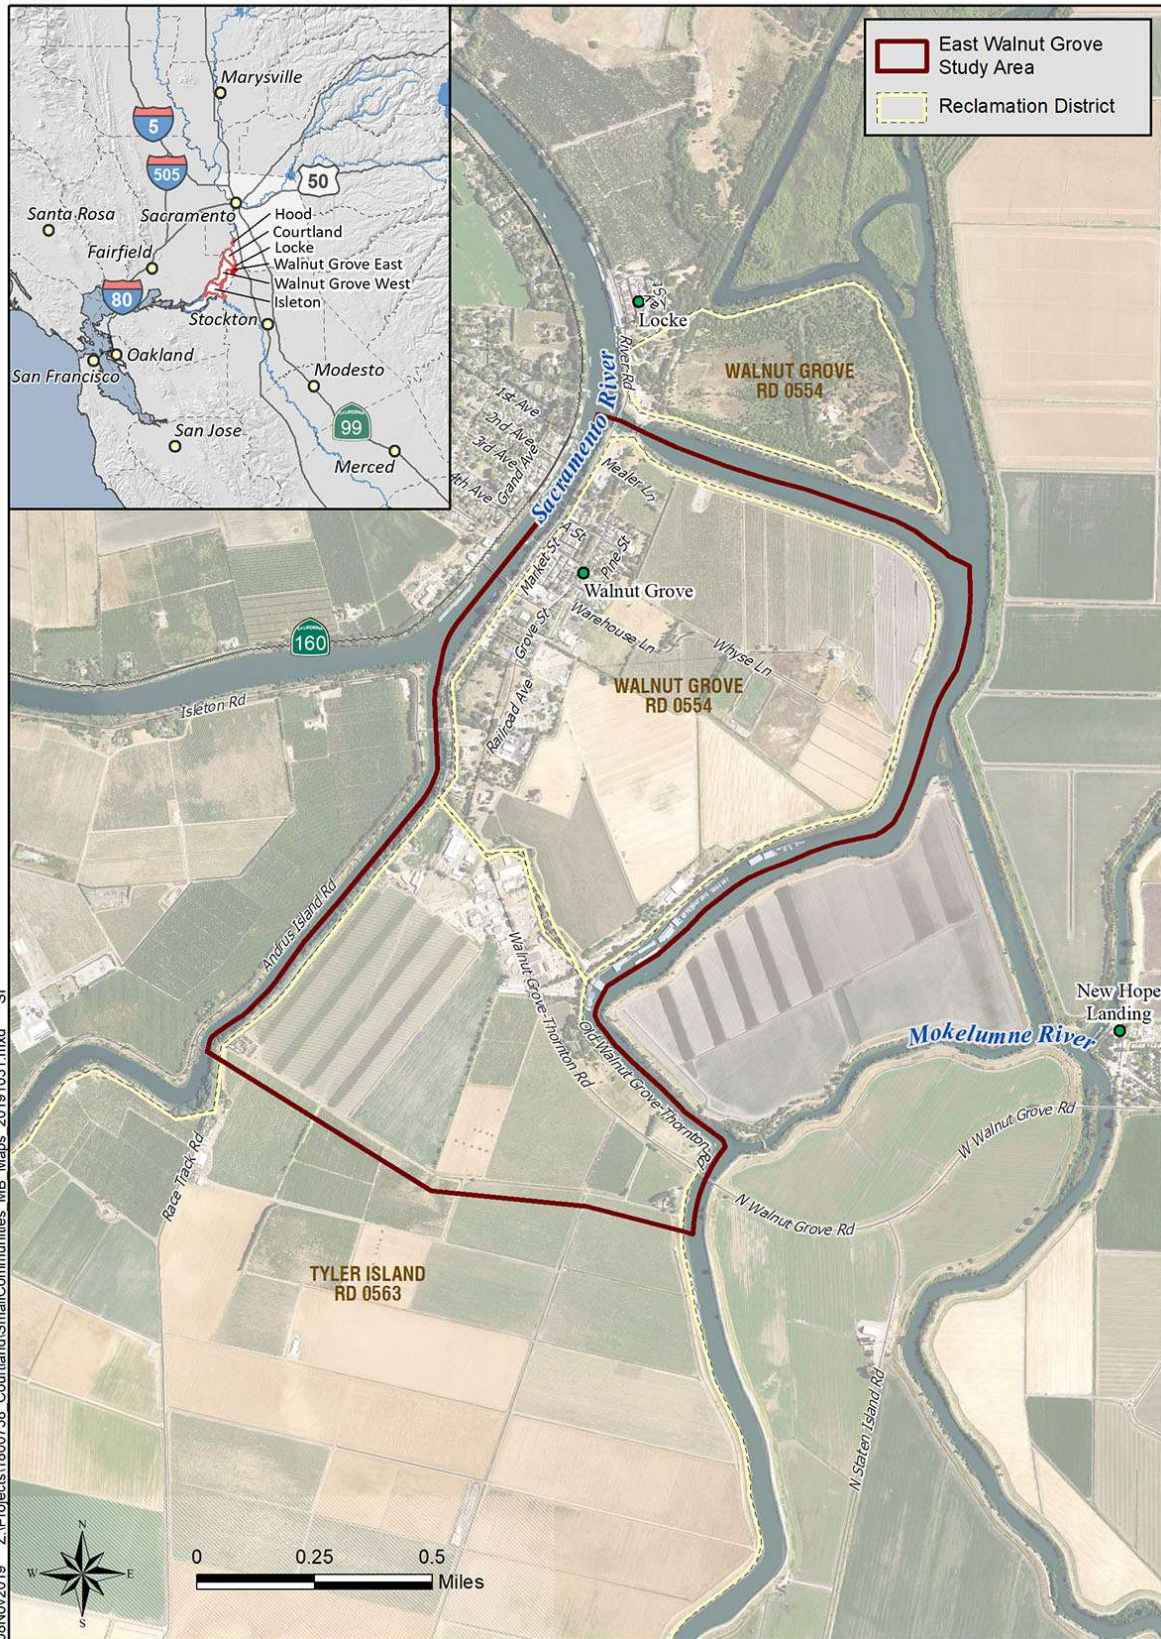 East Walnut Grove
Study Area
Reclamation District
Marysville
5
505
50
Santa Rosa
Sacramento
Hood
Courtland
Locke
Fairfield
Walnut Grove East
Walnut Grove West
80
Isleton
Stockton
Oakland
San Francisco
Modesto
CALIFORNIA
99
San Jose
Merced
Locke
River Rd
WALNUT GROVE
RD 0554
Sacramento River
1st Ave
2nd Ave
3rd Ave
4th Ave
Grand Ave
Mealer Ln
A St
Market St
Pine St
Walnut Grove
Grove St
Warehouse Ln
Whyse Ln
CALIFORNIA
160
Isleton Rd
WALNUT GROVE
RD 0554
Railroad Ave
Andrus Island Rd
Walnut Grove-Thornton Rd
Old Walnut Grove-Thornton Rd
New Hope
Landing
Mokelumne River
W Walnut Grove Rd
Race Track Rd
N Walnut Grove Rd
TYLER ISLAND
RD 0563
N Staten Island Rd
N
W
E
S
0
0.25
0.5
Miles